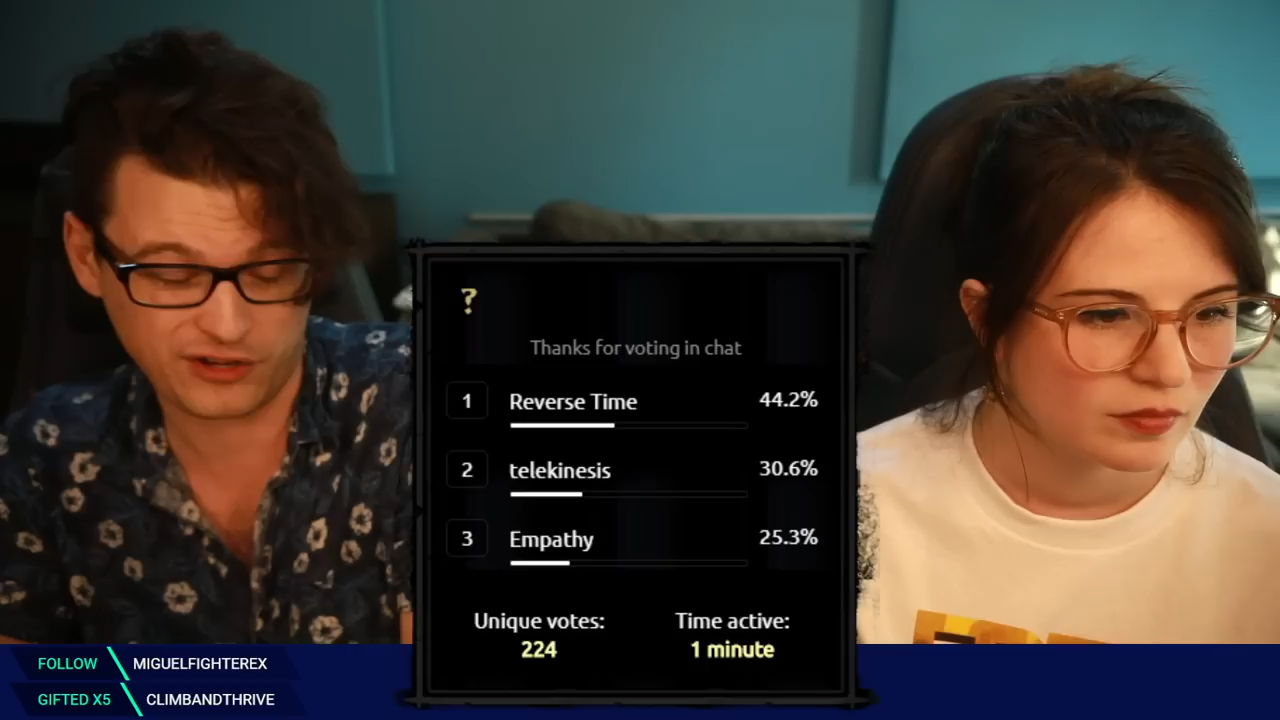 ?
Thanks for voting in chat
1 Reverse Time 44.2%
2 telekinesis 30.6%
3 Empathy 25.3%
Unique votes: Time active:
224 1 minute
FOLLOW MIGUELFIGHTEREX
GIFTED X5 CLIMBANDTHRIVE